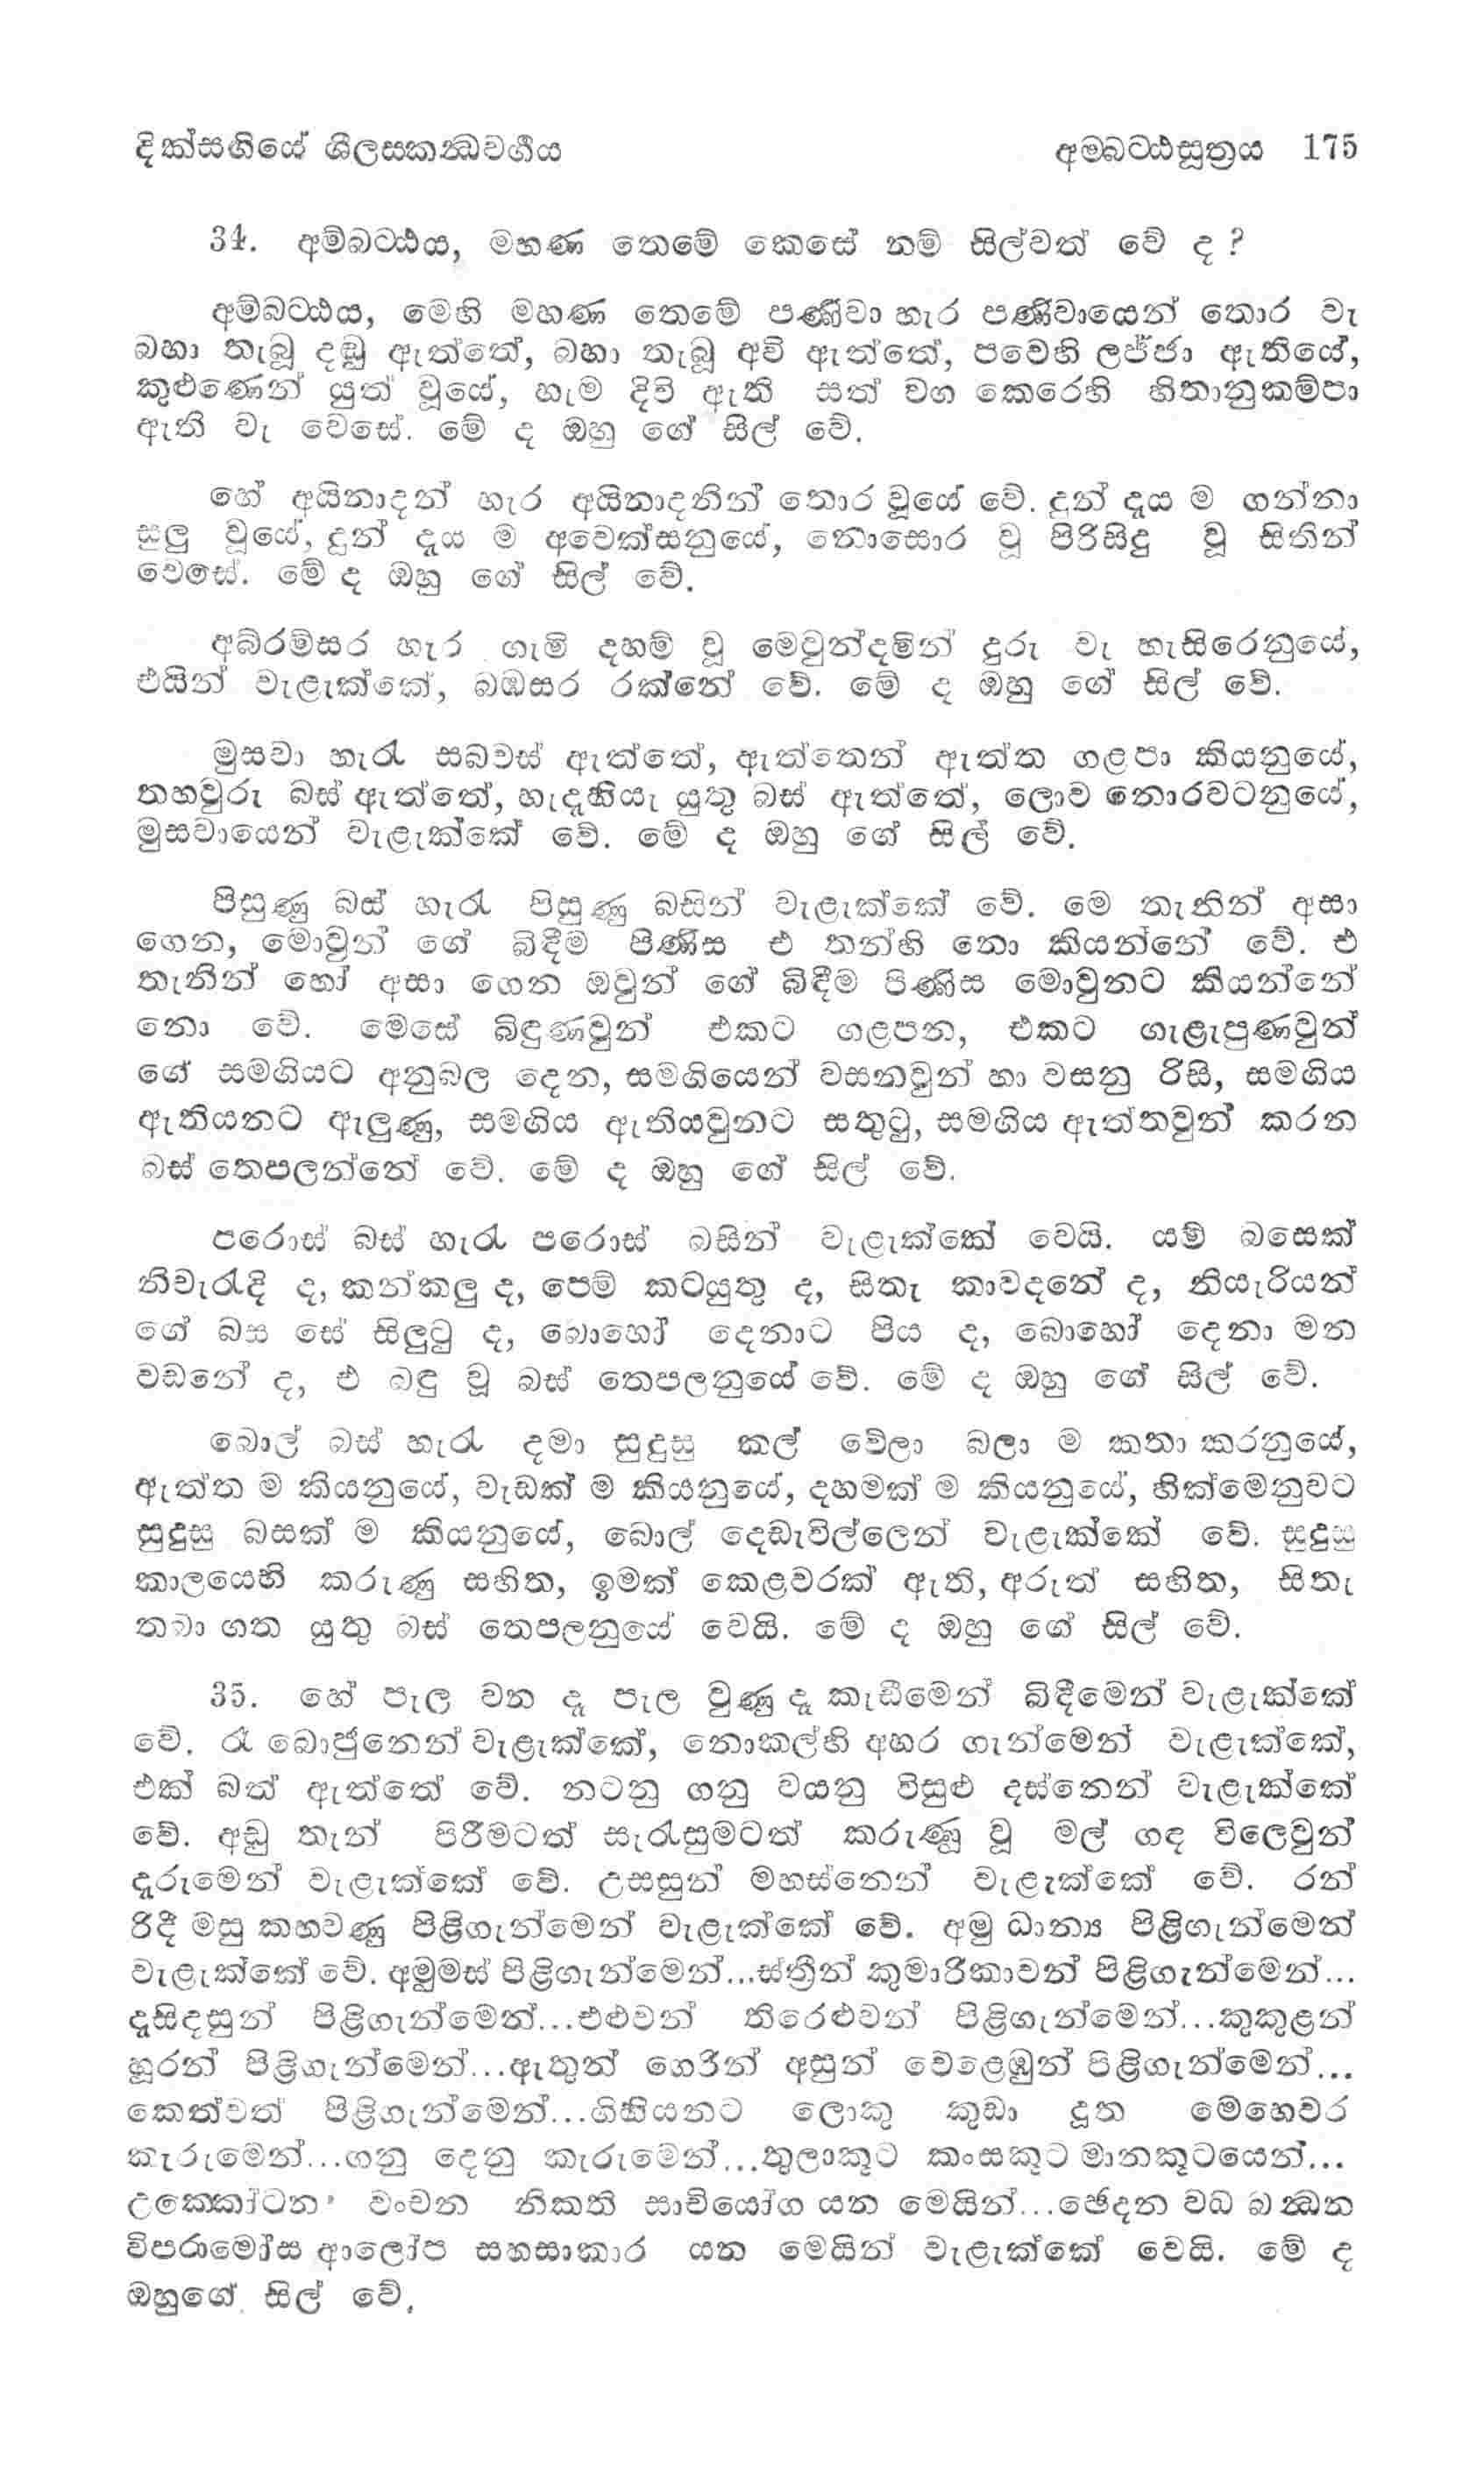 දික්සඟියේ ශීලසකන්‍ධවර්‍ගය අම්බට්ඨසූත්‍රය 175
34. අම්බට්ඨය, මහණ තෙමේ කෙසේ නම් සිල්වත් වේ ද ?
අම්බට්ඨය, මෙහි මහණ තෙමේ පණිවා හැර පණිවායෙන් තොර වැ
බහා තැබූ දඬු ඇත්තේ, බහා තැබූ අවි ඇත්තේ, පවෙහි ලජ්ජා ඇතියේ,
කුළුණෙන් යුත් වූයේ, හැම දිවි ඇති සත් වග කෙරෙහි හිතානුකම්පා
ඇති වැ වෙසේ. මේ ද ඔහු ගේ සිල් වේ.
හේ අයිනාදන් හැර අයිනාදනින් තොර වූයේ වේ. දුන් දෑය ම ගන්නා
සුලු වූයේ, දුන් දෑය ම අවෙක්සනුයේ, නොසොර වූ පිරිසිදු වූ සිතින්
වෙසේ. මේ ද ඔහු ගේ සිල් වේ.
අබ්රම්සර හැර ගැමි දහම් වූ මෙවුන්දමින් දුරු වැ හැසිරෙනුයේ,
එයින් වැළැක්කේ, බඹසර රක්නේ වේ. මේ ද ඔහු ගේ සිල් වේ.
මුසවා හැරැ සබවස් ඇත්තේ, ඇත්තෙන් ඇත්ත ගළපා කියනුයේ,
තහවුරු බස් ඇත්තේ, හැදෑහියැ යුතු බස් ඇත්තේ, ලොව නොරවටනුයේ,
මුසවායෙන් වැළැක්කේ වේ. මේ ද ඔහු ගේ සිල් වේ.
පිසුණු බස් හැරැ පිසුණු බසින් වැළැක්කේ වේ. මෙ තැනින් අසා
ගෙන, මොවුන් ගේ බිඳීම පිණිස එ තන්හි නො කියන්නේ වේ. එ
තැනින් හෝ අසා ගෙන ඔවුන් ගේ බිඳීම පිණිස මොවුනට කියන්නේ
නො වේ. මෙසේ බිඳුණවුන් එකට ගළපන, එකට ගැළැපුණවුන්
ගේ සමගියට අනුබල දෙන, සමගියෙන් වසනවුන් හා වසනු රිසි, සමගිය
ඇතියනට ඇලුණු, සමගිය ඇතියවුනට සතුටු, සමගිය ඇත්තවුන් කරන
බස් තෙපලන්නේ වේ. මේ ද ඔහු ගේ සිල් වේ.
පරොස් බස් හැරැ පරොස් බසින් වැළැක්කේ වෙයි. යම් බසෙක්
නිවැරැදි ද, කන්කලු ද, පෙම් කටයුතු ද, සිතැ කාවදනේ ද, නියැරියන්
ගේ බස සේ සිලුටු ද, බොහෝ දෙනාට පිය ද, බොහෝ දෙනා මන
වඩනේ ද, එ බඳු වූ බස් තෙපලනුයේ වේ. මේ ද ඔහු ගේ සිල් වේ.
බොල් බස් හැරැ දමා සුදුසු කල් වේලා බලා ම කතා කරනුයේ,
ඇත්ත ම කියනුයේ, වැඩක් ම කියනුයේ, දහමක් ම කියනුයේ, හික්මෙනුවට
සුදුසු බසක් ම කියනුයේ, බොල් දෙඩැවිල්ලෙන් වැළැක්කේ වේ. සුදුසු
කාලයෙහි කරුණු සහිත, ඉමක් කෙළවරක් ඇති, අරුත් සහිත, සිතැ
තබා ගත යුතු බස් තෙපලනුයේ වෙයි. මේ ද ඔහු ගේ සිල් වේ.
35. හේ පැල වන දෑ පැල වුණු දෑ කැඩීමෙන් බිඳීමෙන් වැළැක්කේ
වේ. රෑ බොජුනෙන් වැළැක්කේ, නොකල්හි අහර ගැන්මෙන් වැළැක්කේ,
එක් බත් ඇත්තේ වේ. නටනු ගනු වයනු විසුළු දස්නෙන් වැළැක්කේ
වේ. අඩු තැන් පිරීමටත් සැරැසුමටත් කරුණු වූ මල් ගඳ විලෙවුන්
දැරුමෙන් වැළැක්කේ වේ. උසසුන් මහස්නෙන් වැළැක්කේ වේ. රන්
රිදී මසු කහවණු පිළිගැන්මෙන් වැළැක්කේ වේ. අමු ධාන්‍ය පිළිගැන්මෙන්
වැළැක්කේ වේ. අමුමස් පිළිගැන්මෙන්...ස්ත්‍රීන් කුමාරිකාවන් පිළිගැන්මෙන්...
දැසිදසුන් පිළිගැන්මෙන්...එළුවන් තිරෙළුවන් පිළිගැන්මෙන්...කුකුළන්
හූරන් පිළිගැන්මෙන්...ඇතුන් ගෙරින් අසුන් වෙළෙඹුන් පිළිගැන්මෙන්...
කෙත්වත් පිළිගැන්මෙන්...ගිහියනට ලොකු කුඩා දූත මෙහෙවර
කැරුමෙන්...ගනු දෙනු කැරුමෙන්...තුලාකූට කංසකූට මානකූටයෙන්...
උක්කෝටන වංචන නිකති සාචියෝග යන මෙයින්...ඡේදන වධ බන්‍ධන
විපරාමෝස ආලෝප සහසාකාර යන මෙයින් වැළැක්කේ වෙයි. මේ ද
ඔහුගේ සිල් වේ.